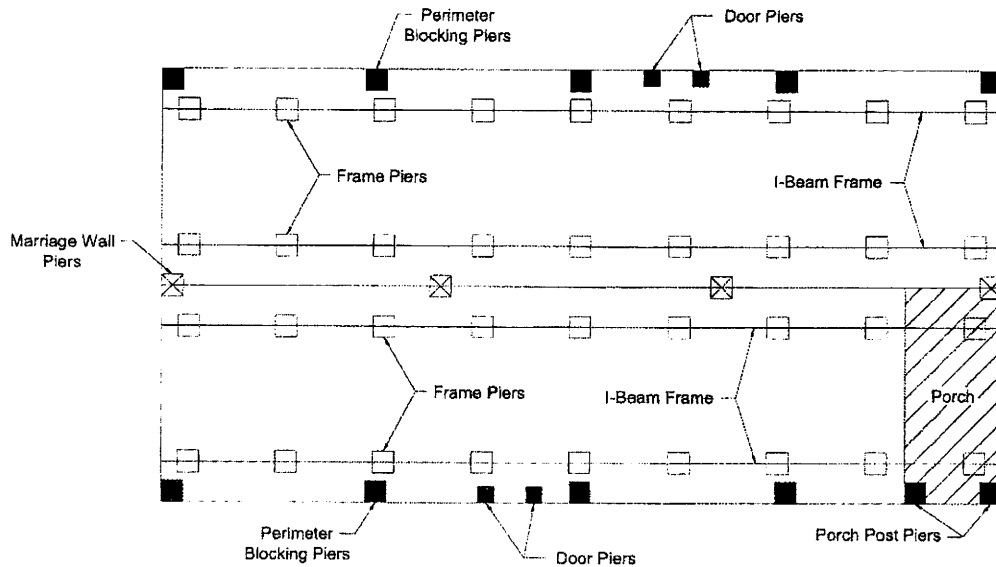 Perimeter
Blocking Piers
Door Piers
Frame Piers
I-Beam Frame
Marriage Wall
Piers
Frame Piers
I-Beam Frame
Porch
Perimeter
Blocking Piers
Door Piers
Porch Post Piers